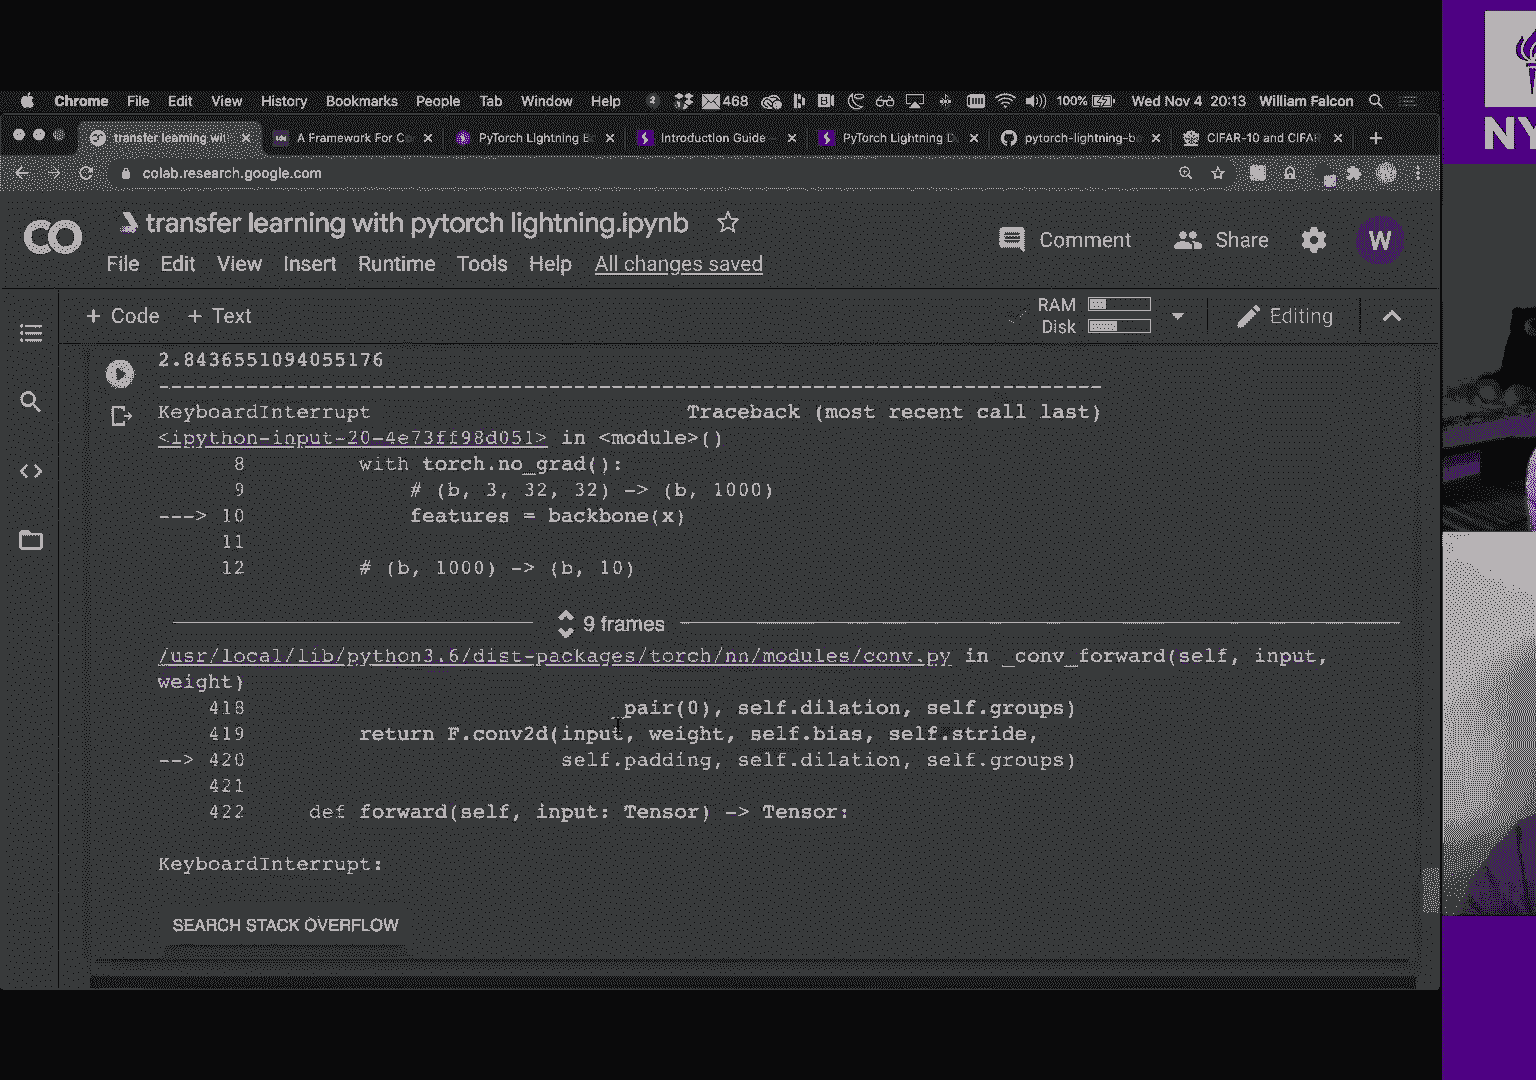 Chrome File Edit View History Bookmarks People Tab Window Help 2 468 100% Wed Nov 4 20:13 William Falcon
transfer learning wit A Framework For Co PyTorch Lightning B Introduction Guide PyTorch Lightning D pytorch-lightning-b CIFAR-10 and CIFAR
colab.research.google.com
CO transfer learning with pytorch lightning.ipynb
Comment Share W
File Edit View Insert Runtime Tools Help All changes saved
+ Code + Text RAM Disk Editing
2.8436551094055176
---------------------------------------------------------------------------
KeyboardInterrupt Traceback (most recent call last)
<ipython-input-20-4e73ff98d051> in <module>()
8 with torch.no_grad():
9 # (b, 3, 32, 32) -> (b, 1000)
---> 10 features = backbone(x)
11
12 # (b, 1000) -> (b, 10)
9 frames
/usr/local/lib/python3.6/dist-packages/torch/nn/modules/conv.py in _conv_forward(self, input,
weight)
418 _pair(0), self.dilation, self.groups)
419 return F.conv2d(input, weight, self.bias, self.stride,
--> 420 self.padding, self.dilation, self.groups)
421
422 def forward(self, input: Tensor) -> Tensor:
KeyboardInterrupt:
SEARCH STACK OVERFLOW
NY